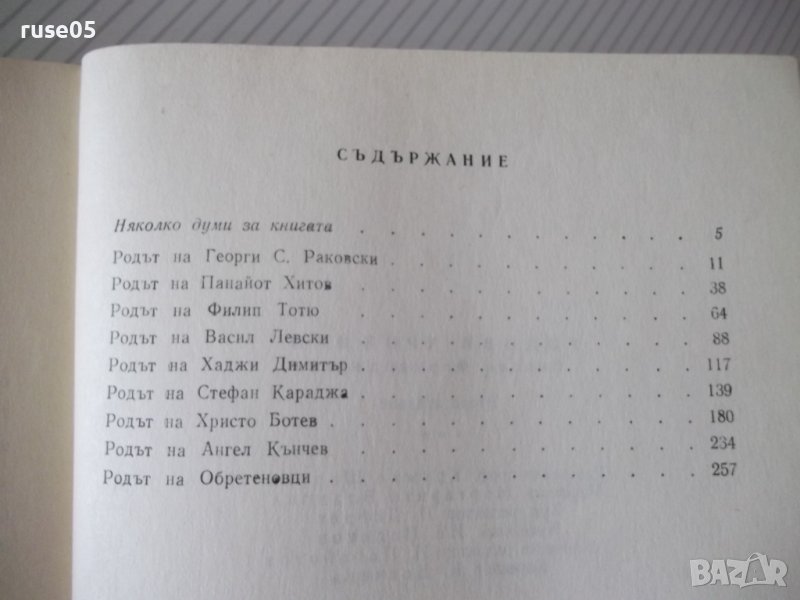 ruse05
СЪДЪРЖАНИЕ
Няколко думи за книгата . . . . . . . . . . . . 5
Родът на Георги С. Раковски . . . . . . . . . . . 11
Родът на Панайот Хитов . . . . . . . . . . . . 38
Родът на Филип Тотю . . . . . . . . . . . . 64
Родът на Васил Левски . . . . . . . . . . . . 88
Родът на Хаджи Димитър . . . . . . . . . . . . 117
Родът на Стефан Караджа . . . . . . . . . . . . 139
Родът на Христо Ботев . . . . . . . . . . . . 180
Родът на Ангел Кънчев . . . . . . . . . . . . 234
Родът на Обретеновци . . . . . . . . . . . . 257
BAZAR